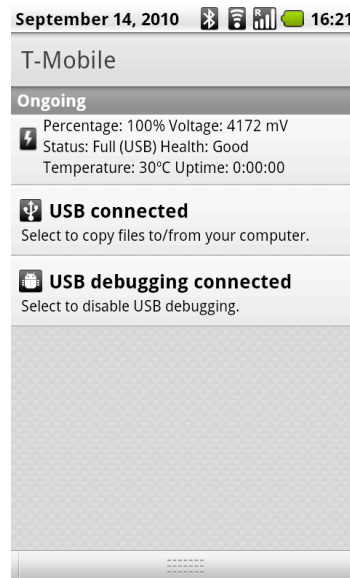 September 14, 2010 R 16:21
T-Mobile
Ongoing
Percentage: 100% Voltage: 4172 mV
Status: Full (USB) Health: Good
Temperature: 30ºC Uptime: 0:00:00
USB connected
Select to copy files to/from your computer.
USB debugging connected
Select to disable USB debugging.